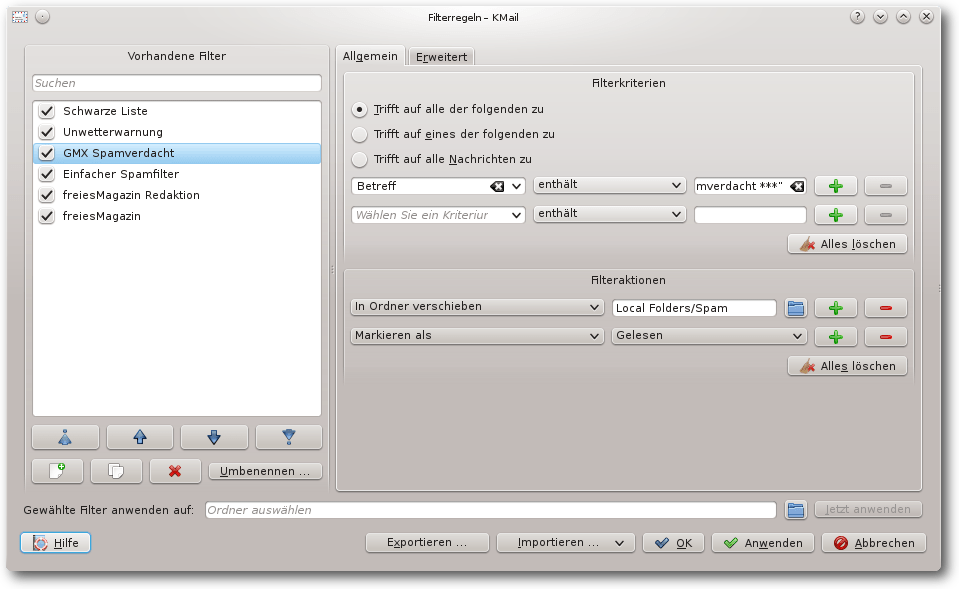 Filterregeln – KMail
Vorhandene Filter
Suchen
Schwarze Liste
Unwetterwarnung
GMX Spamverdacht
Einfacher Spamfilter
freiesMagazin Redaktion
freiesMagazin
Umbenennen ...
Allgemein Erweitert
Filterkriterien
Trifft auf alle der folgenden zu
Trifft auf eines der folgenden zu
Trifft auf alle Nachrichten zu
Betreff enthält mverdacht ***"
Wählen Sie ein Kriteriur enthält
Alles löschen
Filteraktionen
In Ordner verschieben Local Folders/Spam
Markieren als Gelesen
Alles löschen
Gewählte Filter anwenden auf: Ordner auswählen Jetzt anwenden
Hilfe Exportieren ... Importieren ... OK Anwenden Abbrechen